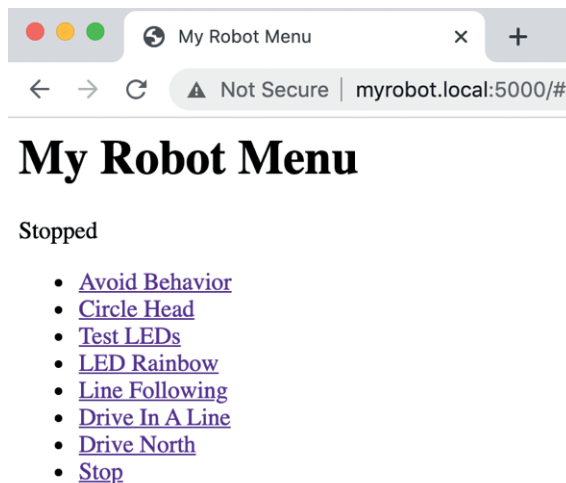 My Robot Menu
Not Secure | myrobot.local:5000/#
My Robot Menu
Stopped
Avoid Behavior
Circle Head
Test LEDs
LED Rainbow
Line Following
Drive In A Line
Drive North
Stop